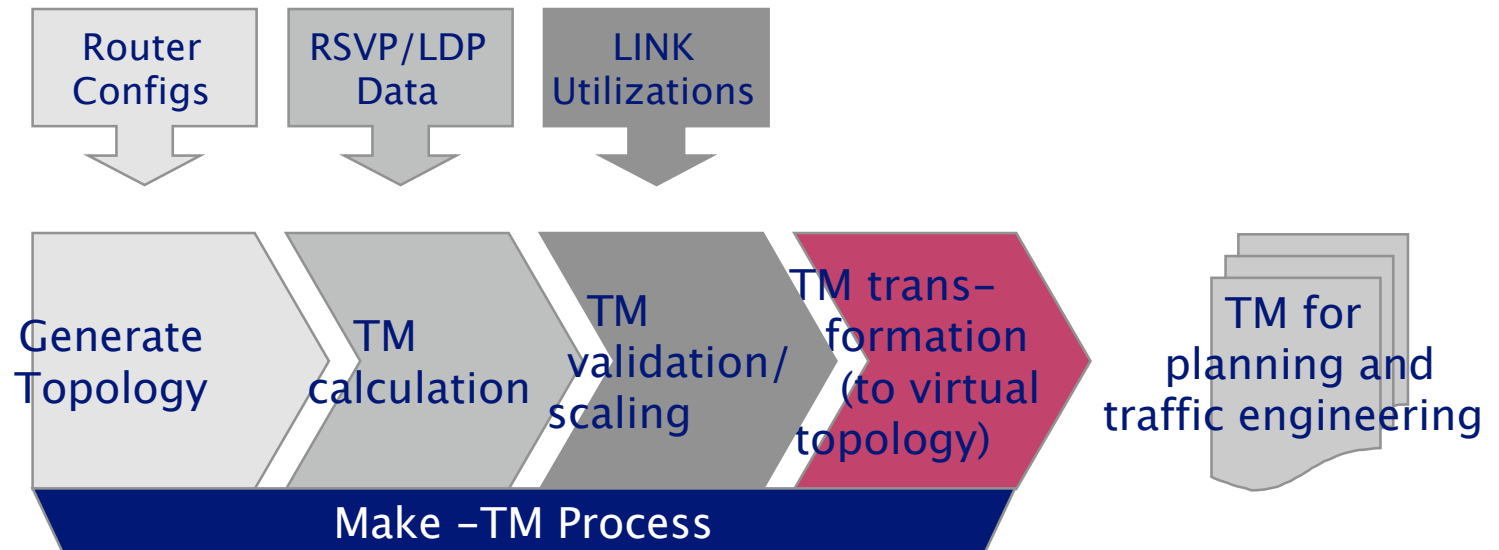 Router
Configs
RSVP/LDP
Data
LINK
Utilizations
Generate
Topology
TM
calculation
TM
validation/
scaling
TM trans-
formation
(to virtual
topology)
TM for
planning and
traffic engineering
Make -TM Process